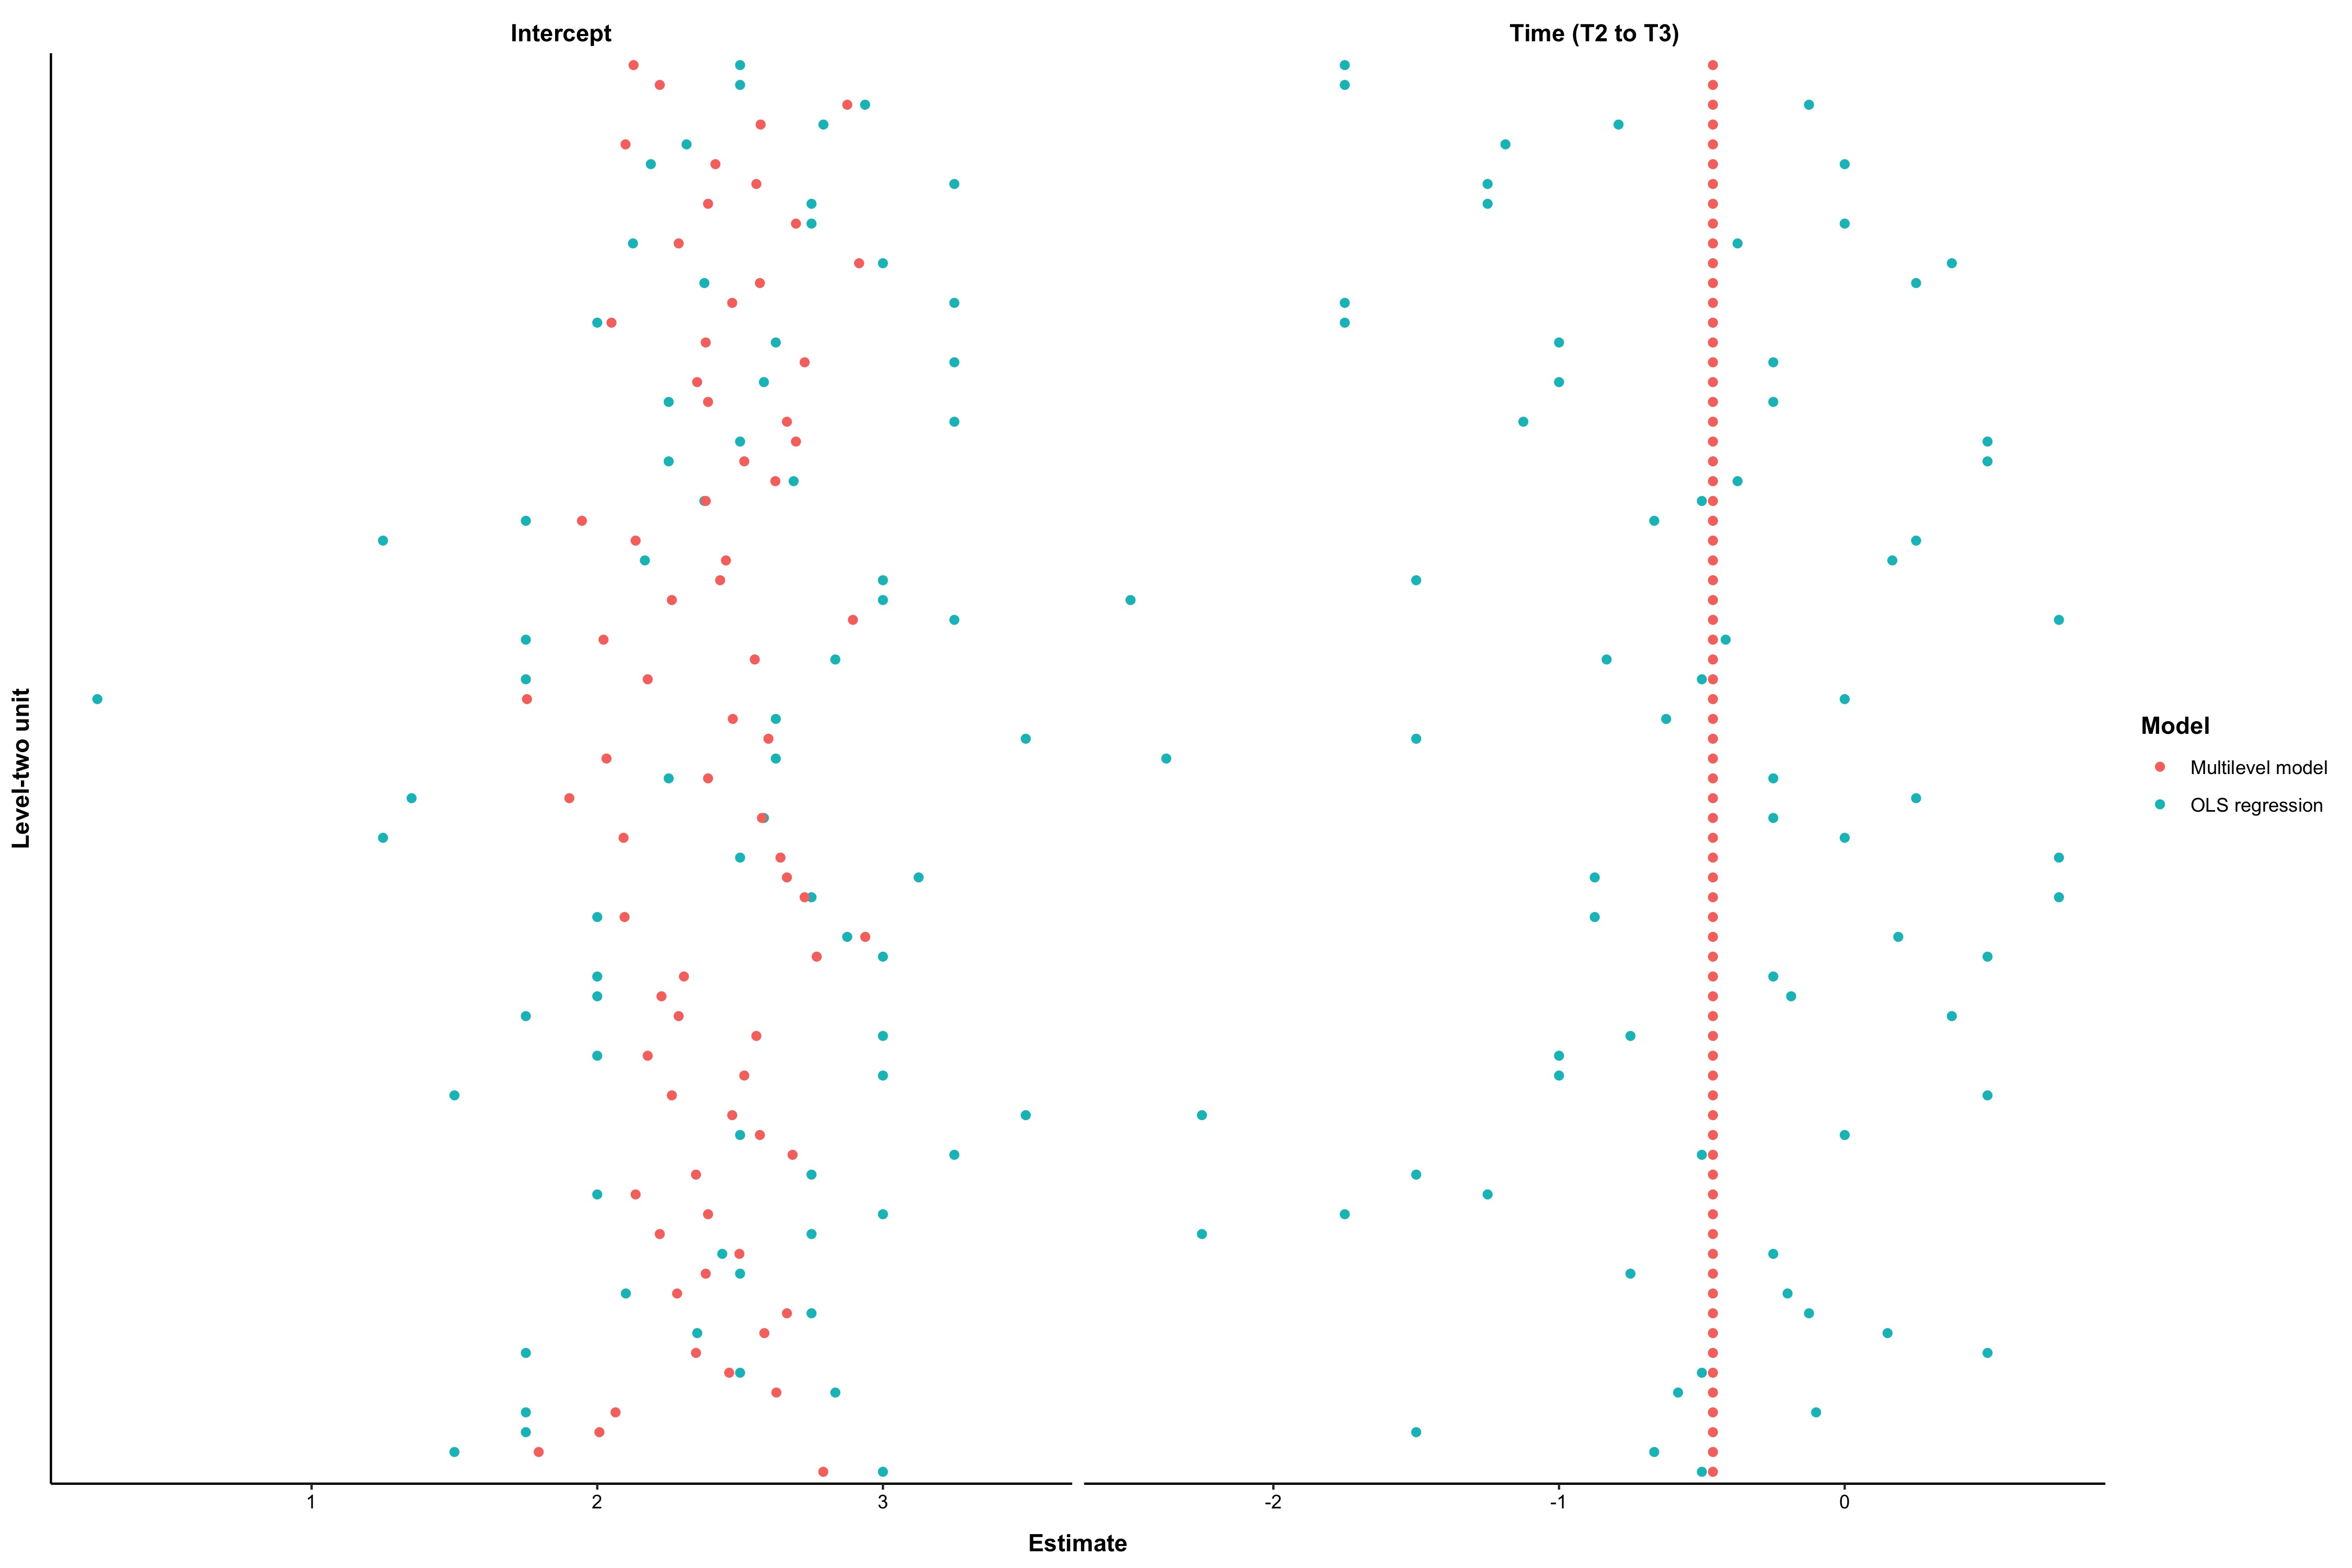 Intercept
Time (T2 to T3)
Level-two unit
Model
Multilevel model
OLS regression
1
2
3
-2
-1
0
Estimate